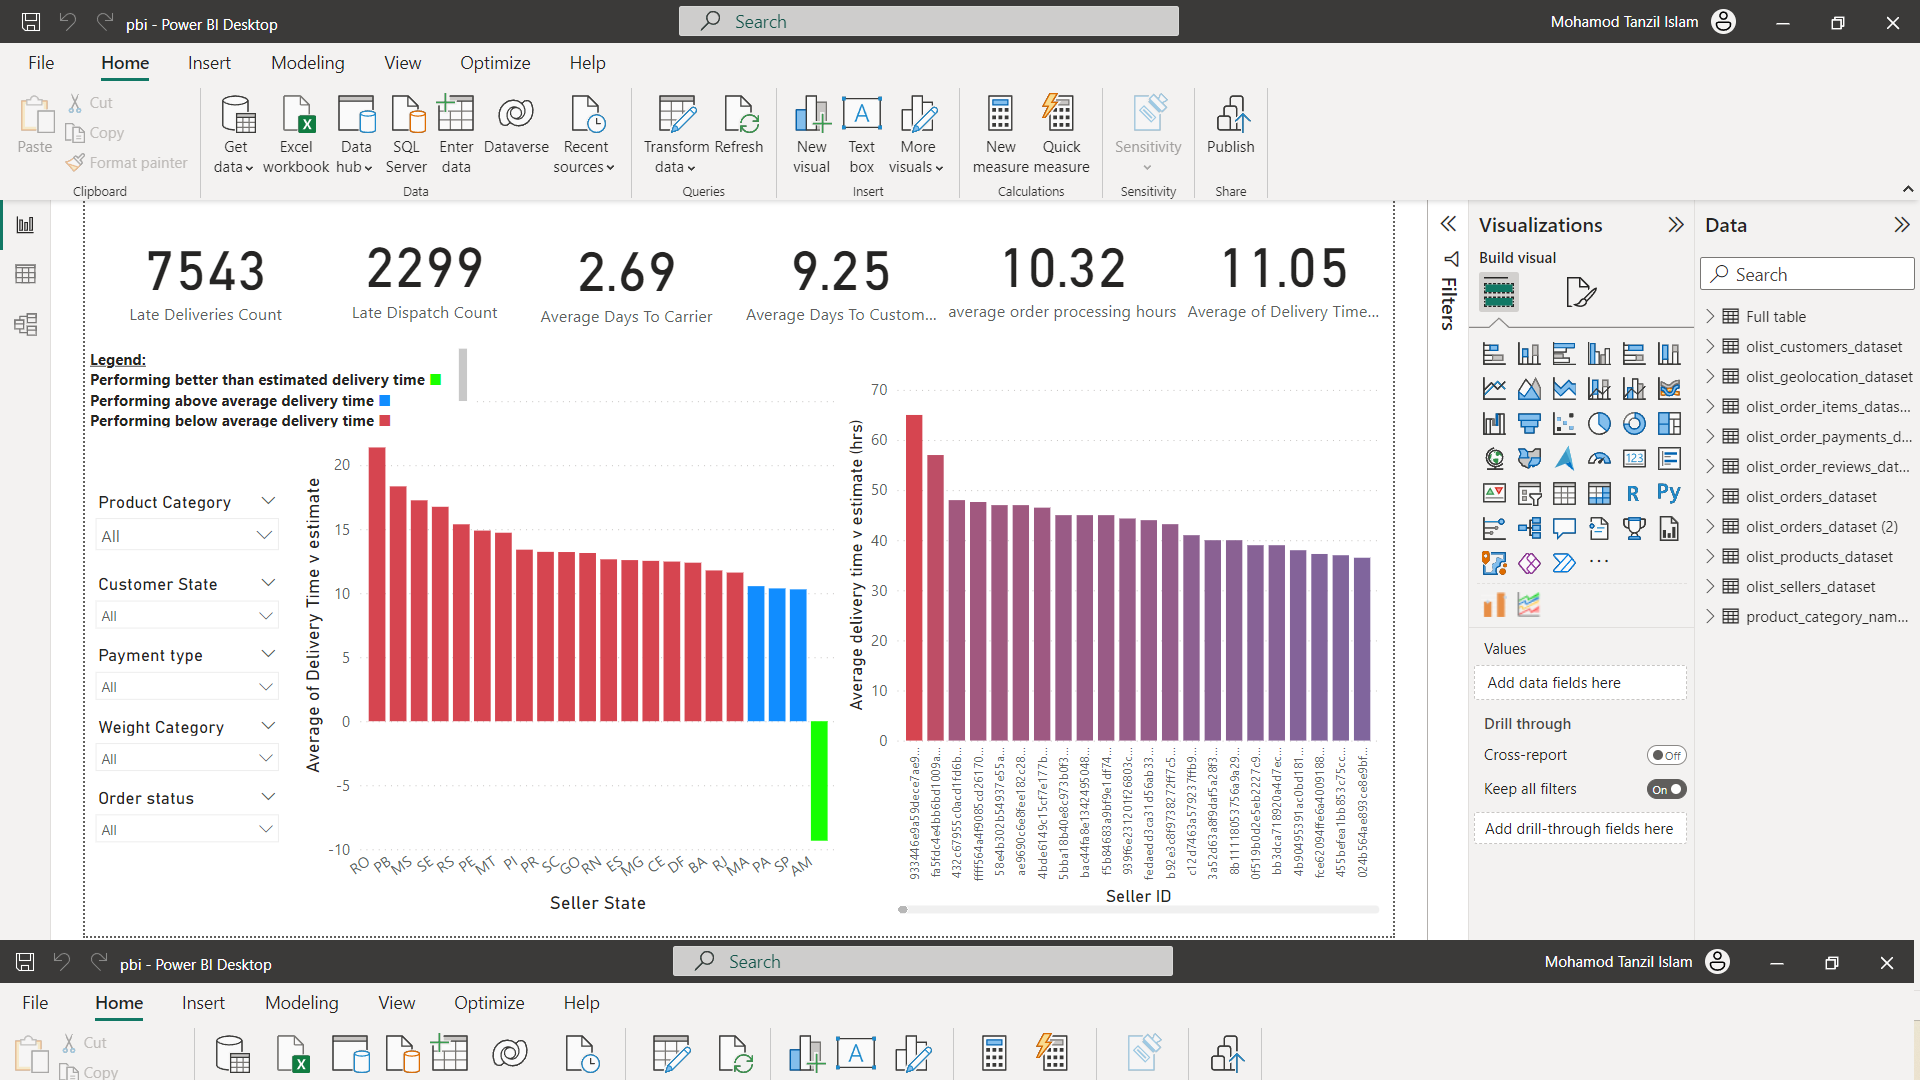 pbi - Power BI Desktop
Search
Mohamod Tanzil Islam
File Home Insert Modeling View Optimize Help
Paste
Cut
Copy
Format painter
Clipboard
Get data
Excel workbook
Data hub
SQL Server
Enter data
Dataverse
Recent sources
Data
Transform data
Refresh
Queries
New visual
Text box
More visuals
Insert
New measure
Quick measure
Calculations
Sensitivity
Sensitivity
Publish
Share
7543
Late Deliveries Count
2299
Late Dispatch Count
2.69
Average Days To Carrier
9.25
Average Days To Custom...
10.32
average order processing hours
11.05
Average of Delivery Time...
Legend:
Performing better than estimated delivery time
Performing above average delivery time
Performing below average delivery time
Product Category
All
Customer State
All
Payment type
All
Weight Category
All
Order status
All
Average of Delivery Time v estimate
20
15
10
5
0
-5
-10
RO PB MS SE RS PE MT PI PR SC GO RN ES MG CE DF BA RJ MA PA SP AM
Seller State
Average delivery time v estimate (hrs)
70
60
50
40
30
20
10
0
933446e9a59dece7ae9...
fa5fdc4e4bb6bd1009a...
432c67955c0acd1fd6b...
ffff564a4f9085cd26170...
58e4b302b54937e55a...
ae9690c6e8fee182c28...
4bde6149c15cf7e177b...
5bba18b40e8c973b0f3...
bac44fa8e1342495048...
f5b84683a9bf9e1df74...
939f6e231201f26803c...
fedaed3ca31d56ab33...
b92e3c8f9738272ff7c5...
c12d7463a579237ffb9...
3a52d63a8f9daf5a28f3...
8b11118053756a9a29...
0f519b0d2e5eb2227c9...
bb3dca718920a4d7ec...
4b90495391ac0bd181...
fce62094ffe6a4009188...
455befea1bb853c75cc...
024b564ae893ce8e9bf...
Seller ID
Filters
Visualizations
Build visual
123
R
Py
Values
Add data fields here
Drill through
Cross-report
Off
Keep all filters
On
Add drill-through fields here
Data
Search
Full table
olist_customers_dataset
olist_geolocation_dataset
olist_order_items_datas...
olist_order_payments_d...
olist_order_reviews_dat...
olist_orders_dataset
olist_orders_dataset (2)
olist_products_dataset
olist_sellers_dataset
product_category_nam...
pbi - Power BI Desktop
Search
Mohamod Tanzil Islam
File Home Insert Modeling View Optimize Help
Cut
Copy